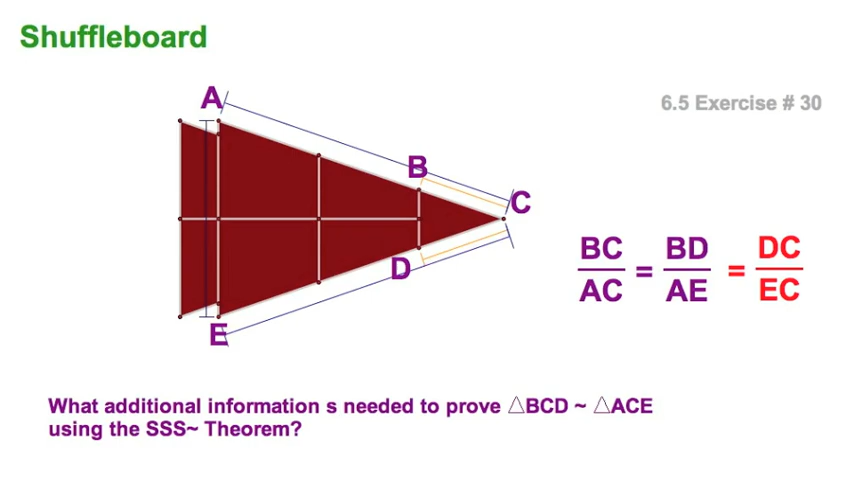 Shuffleboard
6.5 Exercise # 30
A
B
C
D
E
BC
AC
=
BD
AE
=
DC
EC
What additional information s needed to prove △BCD ~ △ACE
using the SSS~ Theorem?